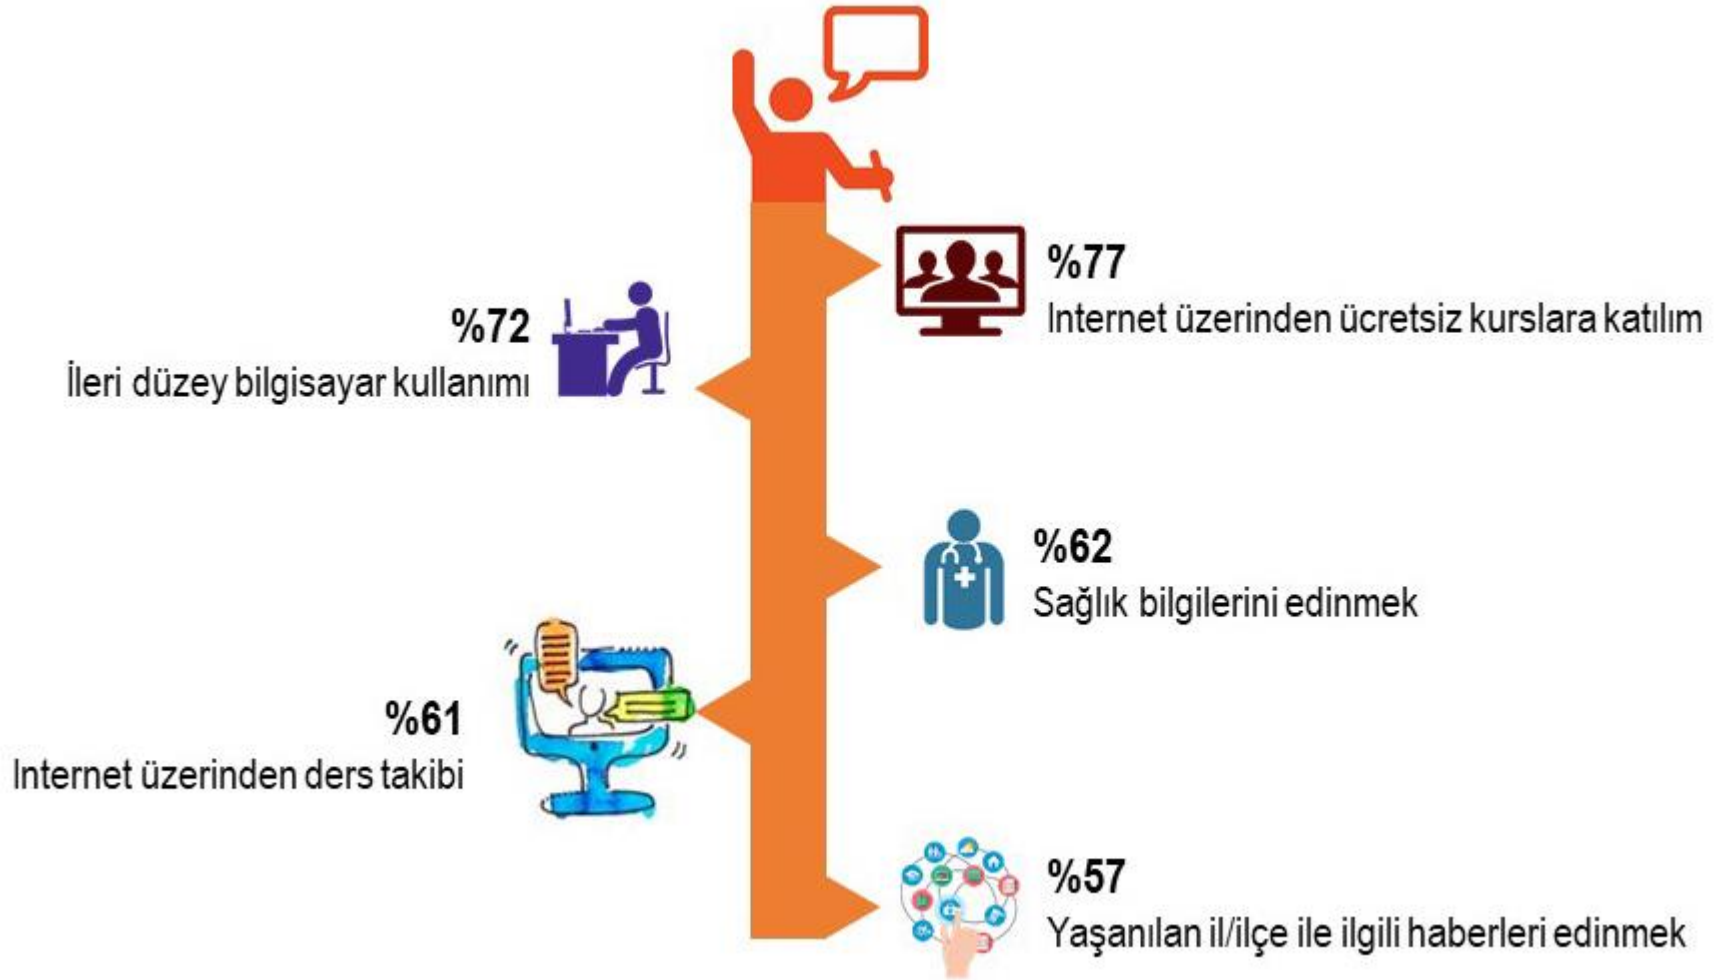 %77
Internet üzerinden ücretsiz kurslara katılım
%72
İleri düzey bilgisayar kullanımı
%62
Sağlık bilgilerini edinmek
%61
Internet üzerinden ders takibi
%57
Yaşanılan il/ilçe ile ilgili haberleri edinmek